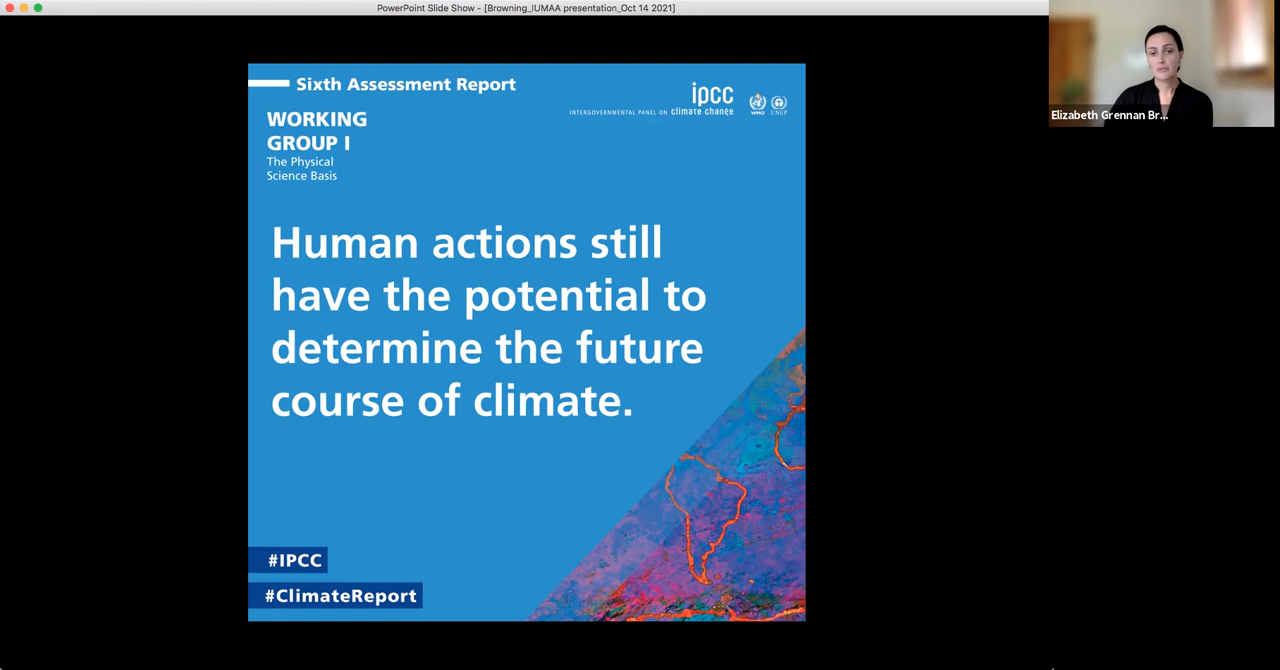 PowerPoint Slide Show - [Browning_IUMAA presentation_Oct 14 2021]
Elizabeth Grennan Br...
Sixth Assessment Report
ipcc
INTERGOVERNMENTAL PANEL ON climate change
WMO
UNEP
WORKING
GROUP I
The Physical
Science Basis
Human actions still
have the potential to
determine the future
course of climate.
#IPCC
#ClimateReport